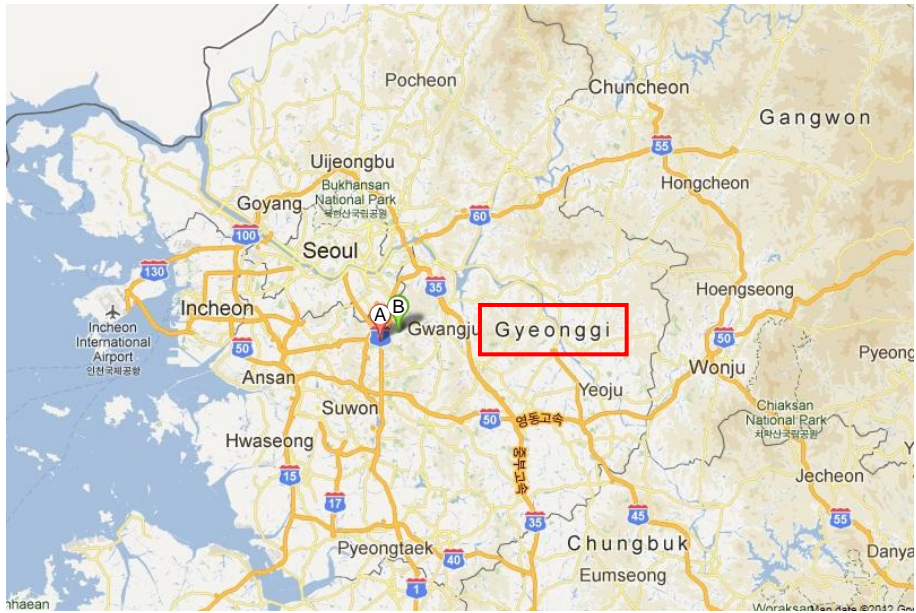 Pocheon
Chuncheon
Gangwon
55
Uijeongbu
Bukhansan
National Park
북한산국립공원
Hongcheon
Goyang
60
100
Seoul
130
35
Hoengseong
Incheon
A
B
Gwangju
Gyeonggi
Incheon
International
Airport
인천국제공항
50
50
Pyeong
Wonju
Ansan
Yeoju
Suwon
Chiaksan
National Park
치악산국립공원
50
영동고속
Hwaseong
중부고속
15
Jecheon
17
35
45
55
Pyeongtaek
Chungbuk
40
Danya
Eumseong
1
nhaean
Woraksan
Map data ©2012 G